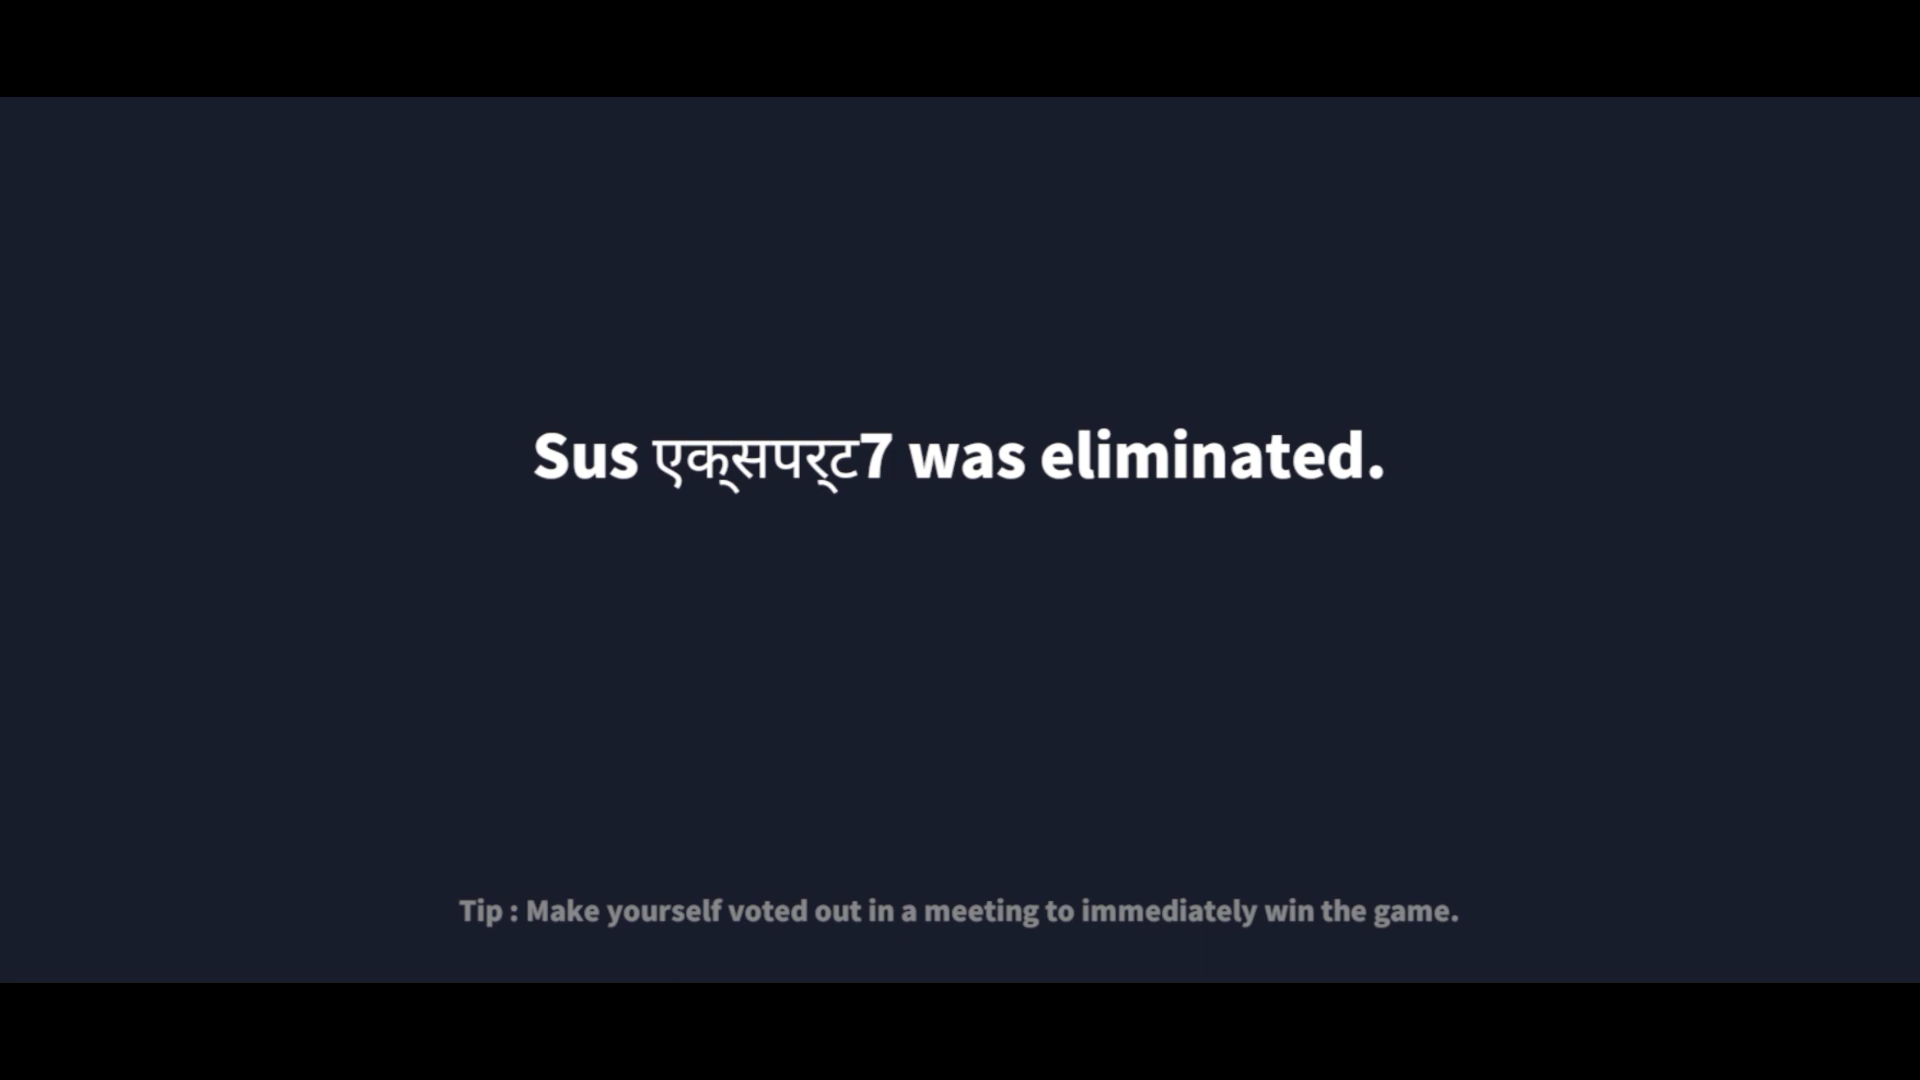 Sus एक्सपर्ट7 was eliminated.
Tip : Make yourself voted out in a meeting to immediately win the game.